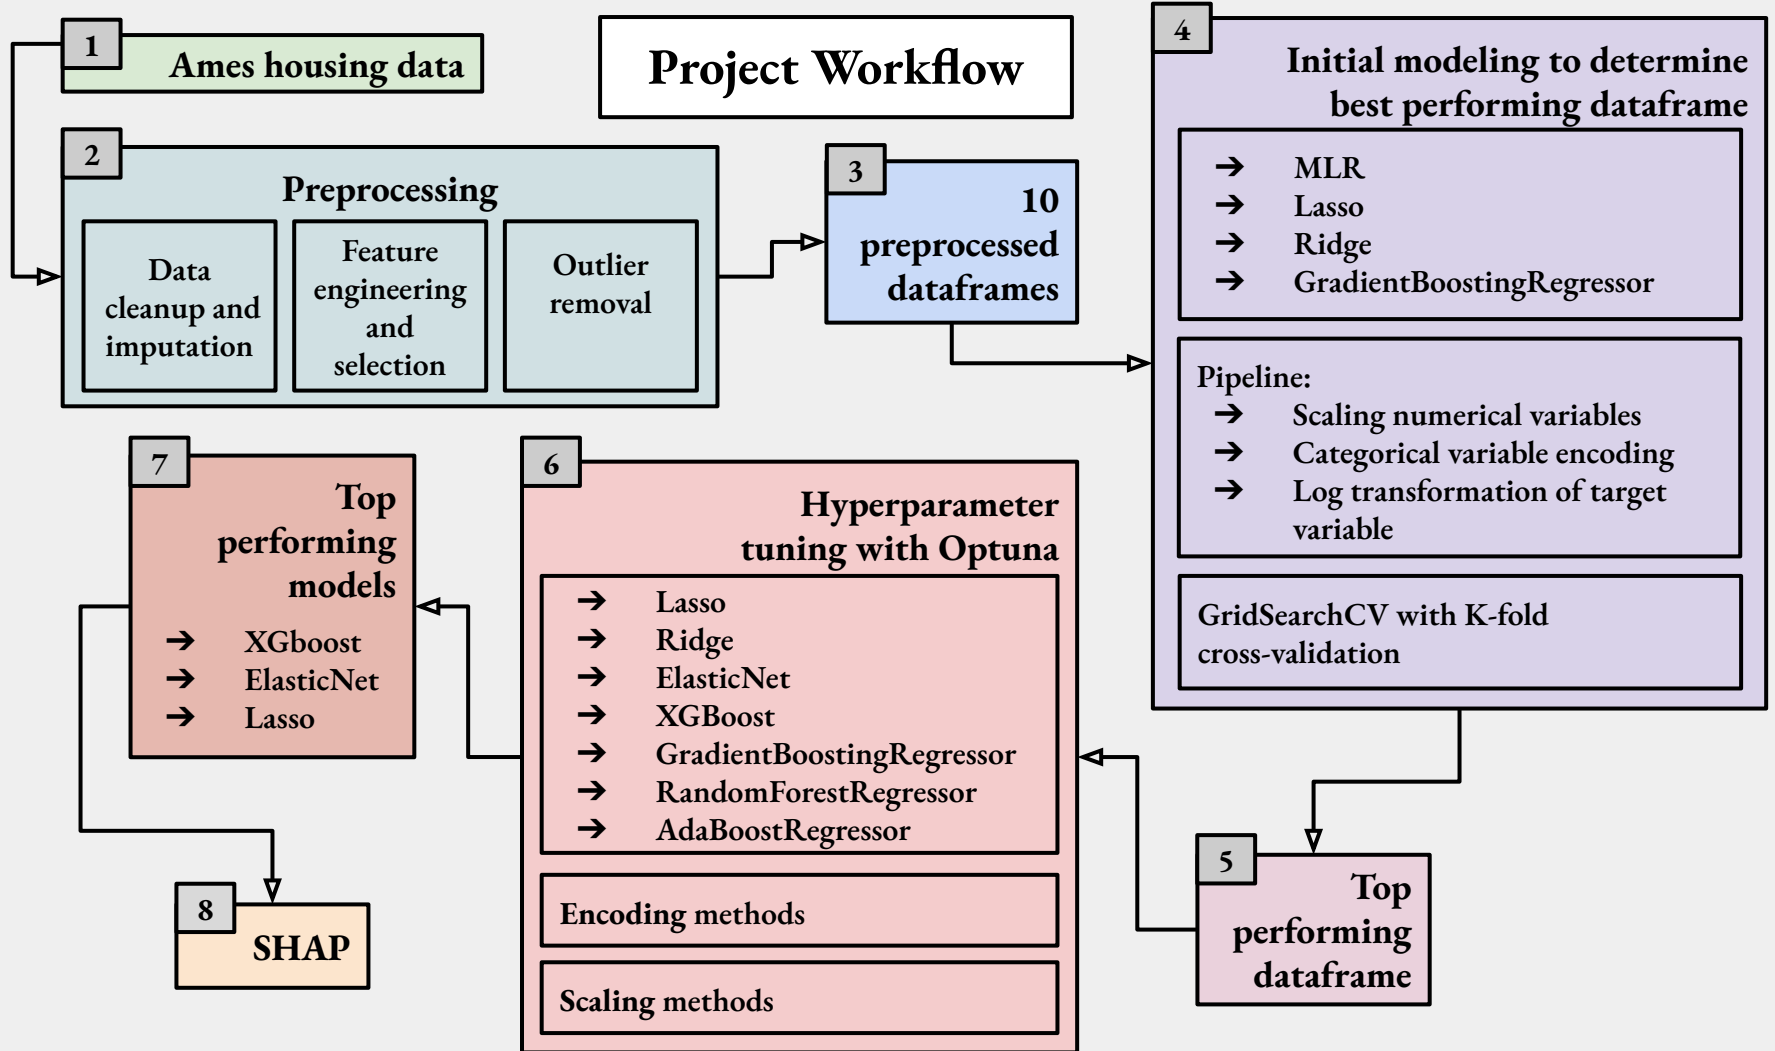 Project Workflow
1
Ames housing data
2
Preprocessing
Data
cleanup and
imputation
Feature
engineering
and
selection
Outlier
removal
3
10
preprocessed
dataframes
4
Initial modeling to determine
best performing dataframe
➔ MLR
➔ Lasso
➔ Ridge
➔ GradientBoostingRegressor
Pipeline:
➔ Scaling numerical variables
➔ Categorical variable encoding
➔ Log transformation of target
variable
GridSearchCV with K-fold
cross-validation
5
Top
performing
dataframe
6
Hyperparameter
tuning with Optuna
➔ Lasso
➔ Ridge
➔ ElasticNet
➔ XGBoost
➔ GradientBoostingRegressor
➔ RandomForestRegressor
➔ AdaBoostRegressor
Encoding methods
Scaling methods
7
Top
performing
models
➔ XGboost
➔ ElasticNet
➔ Lasso
8
SHAP